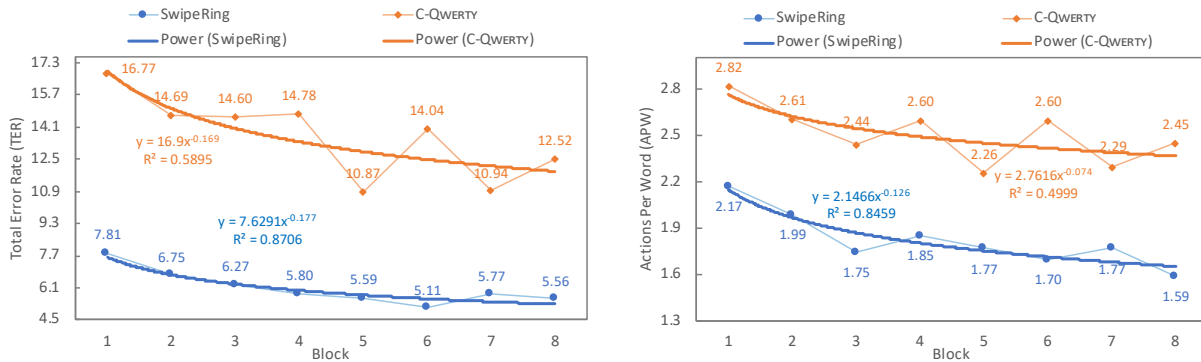 SwipeRing C-QWERTY
Power (SwipeRing) Power (C-QWERTY)
Total Error Rate (TER)
17.3
15.7
14.1
12.5
10.9
9.3
7.7
6.1
4.5
16.77
14.69
14.60
14.78
10.87
14.04
10.94
12.52
y = 16.9x^-0.169
R² = 0.5895
y = 7.6291x^-0.177
R² = 0.8706
7.81
6.75
6.27
5.80
5.59
5.11
5.77
5.56
1 2 3 4 5 6 7 8
Block
SwipeRing C-QWERTY
Power (SwipeRing) Power (C-QWERTY)
Actions Per Word (APW)
2.8
2.5
2.2
1.9
1.6
1.3
2.82
2.61
2.44
2.60
2.26
2.60
2.29
2.45
y = 2.7616x^-0.074
R² = 0.4999
y = 2.1466x^-0.126
R² = 0.8459
2.17
1.99
1.75
1.85
1.77
1.70
1.77
1.59
1 2 3 4 5 6 7 8
Block